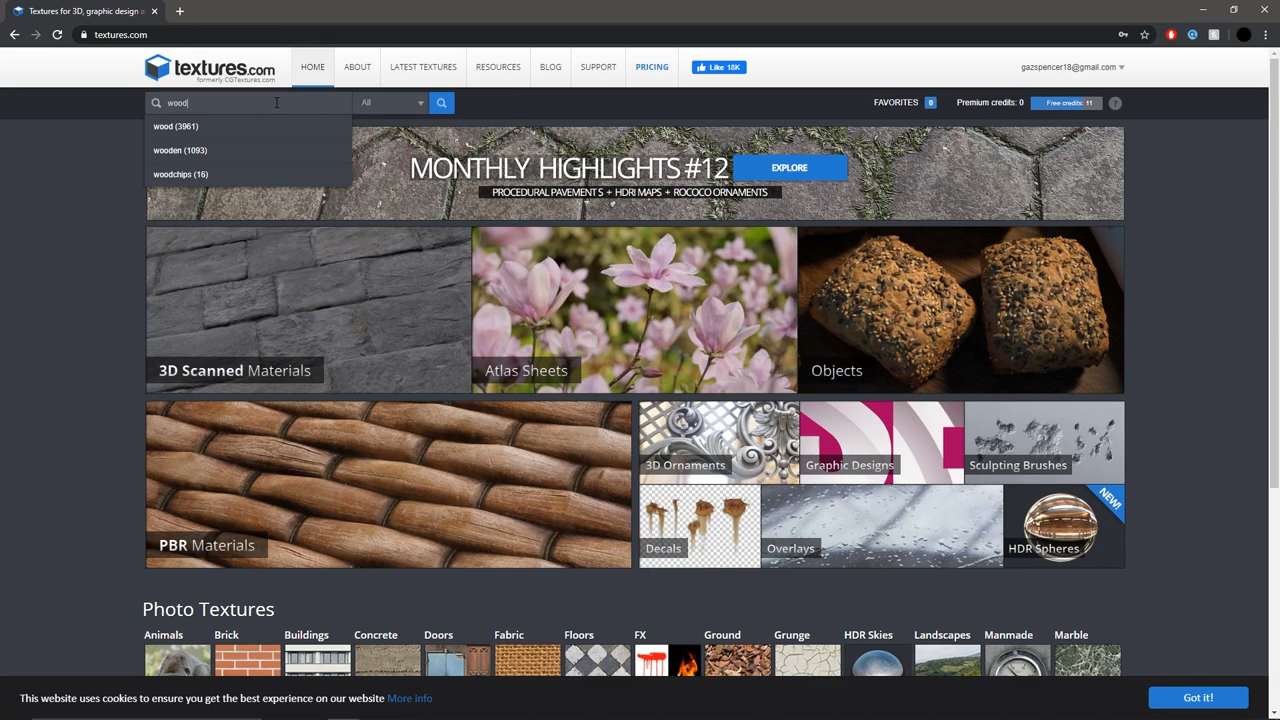 Textures for 3D, graphic design a
textures.com
textures.com
formerly CGTextures.com
HOME
ABOUT
LATEST TEXTURES
RESOURCES
BLOG
SUPPORT
PRICING
Like 18K
gazspencer18@gmail.com
wood
All
FAVORITES 0
Premium credits: 0
Free credits: 11
?
wood (3961)
wooden (1093)
woodchips (16)
MONTHLY HIGHLIGHTS #12
EXPLORE
PROCEDURAL PAVEMENTS + HDRI MAPS + ROCOCO ORNAMENTS
3D Scanned Materials
Atlas Sheets
Objects
PBR Materials
3D Ornaments
Graphic Designs
Sculpting Brushes
Decals
Overlays
HDR Spheres
NEW!
Photo Textures
Animals
Brick
Buildings
Concrete
Doors
Fabric
Floors
FX
Ground
Grunge
HDR Skies
Landscapes
Manmade
Marble
This website uses cookies to ensure you get the best experience on our website More info
Got it!